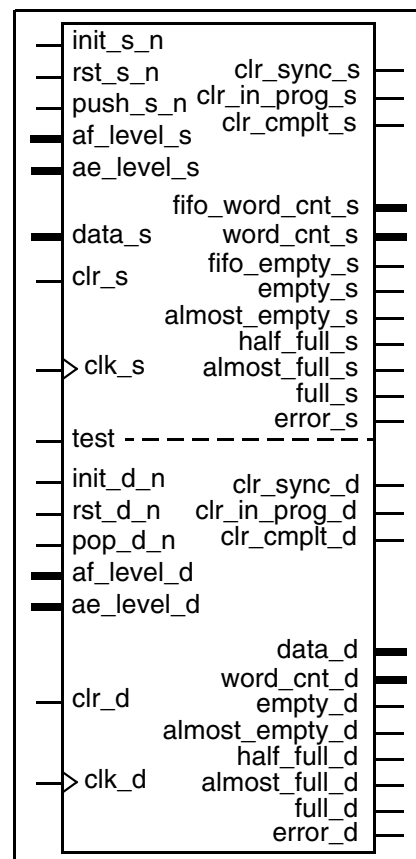 init_s_n
rst_s_n
clr_sync_s
push_s_n
clr_in_prog_s
af_level_s
clr_cmplt_s
ae_level_s
fifo_word_cnt_s
data_s
word_cnt_s
clr_s
fifo_empty_s
empty_s
almost_empty_s
half_full_s
clk_s
almost_full_s
full_s
error_s
test
init_d_n
clr_sync_d
rst_d_n
clr_in_prog_d
pop_d_n
clr_cmplt_d
af_level_d
ae_level_d
data_d
word_cnt_d
clr_d
empty_d
almost_empty_d
half_full_d
clk_d
almost_full_d
full_d
error_d